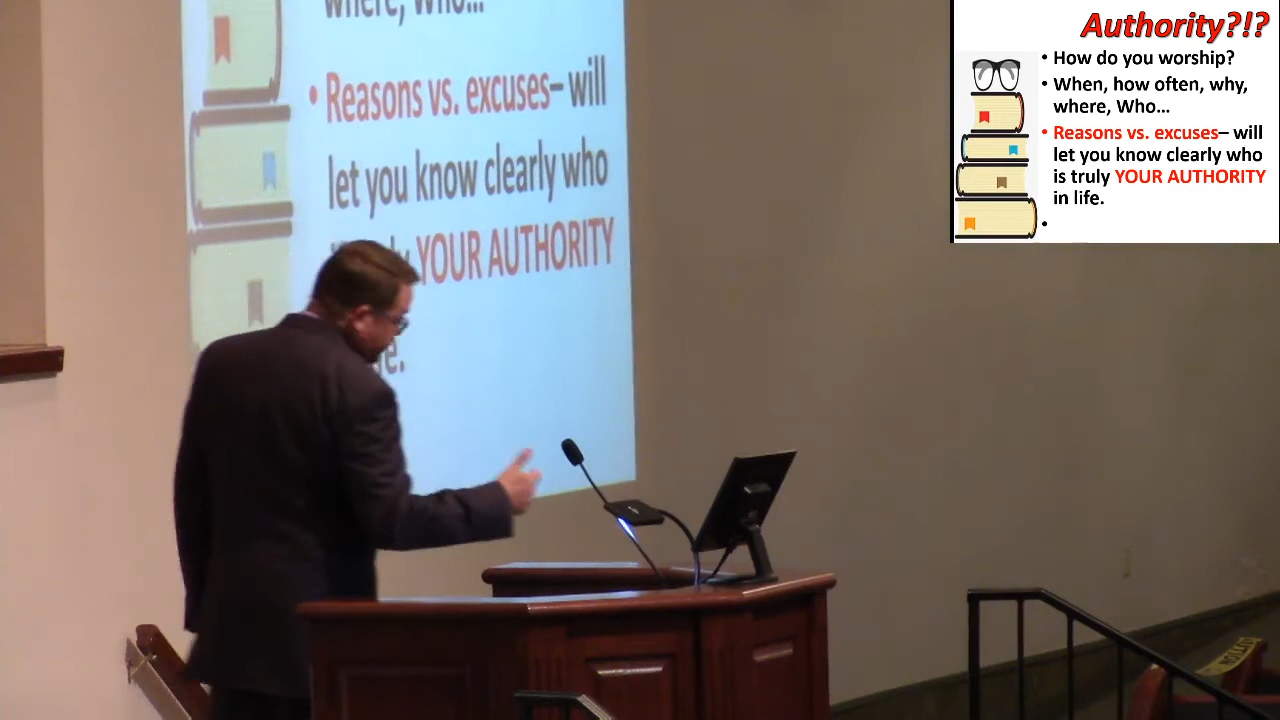 where, Who...
• Reasons vs. excuses– will
let you know clearly who
YOUR AUTHORITY
Authority?!?
• How do you worship?
• When, how often, why,
where, Who...
• Reasons vs. excuses– will
let you know clearly who
is truly YOUR AUTHORITY
in life.
•